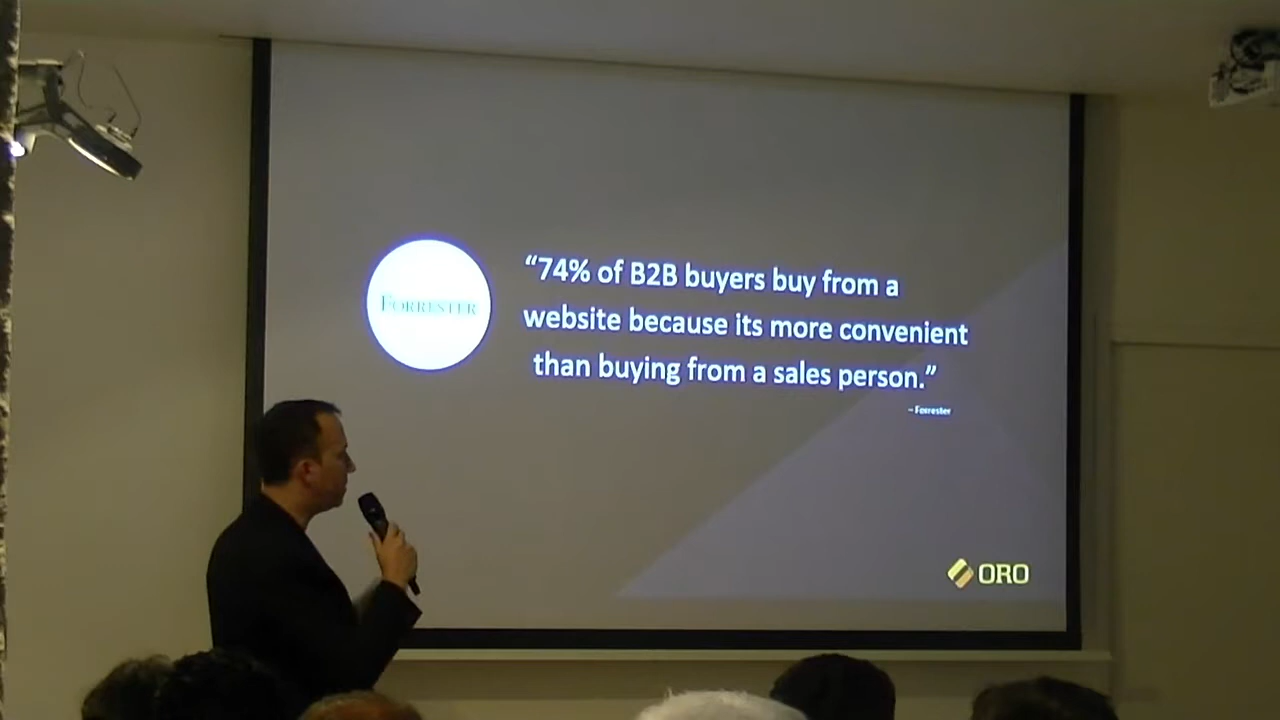 FORRESTER
“74% of B2B buyers buy from a
website because its more convenient
than buying from a sales person.”
– Forrester
ORO